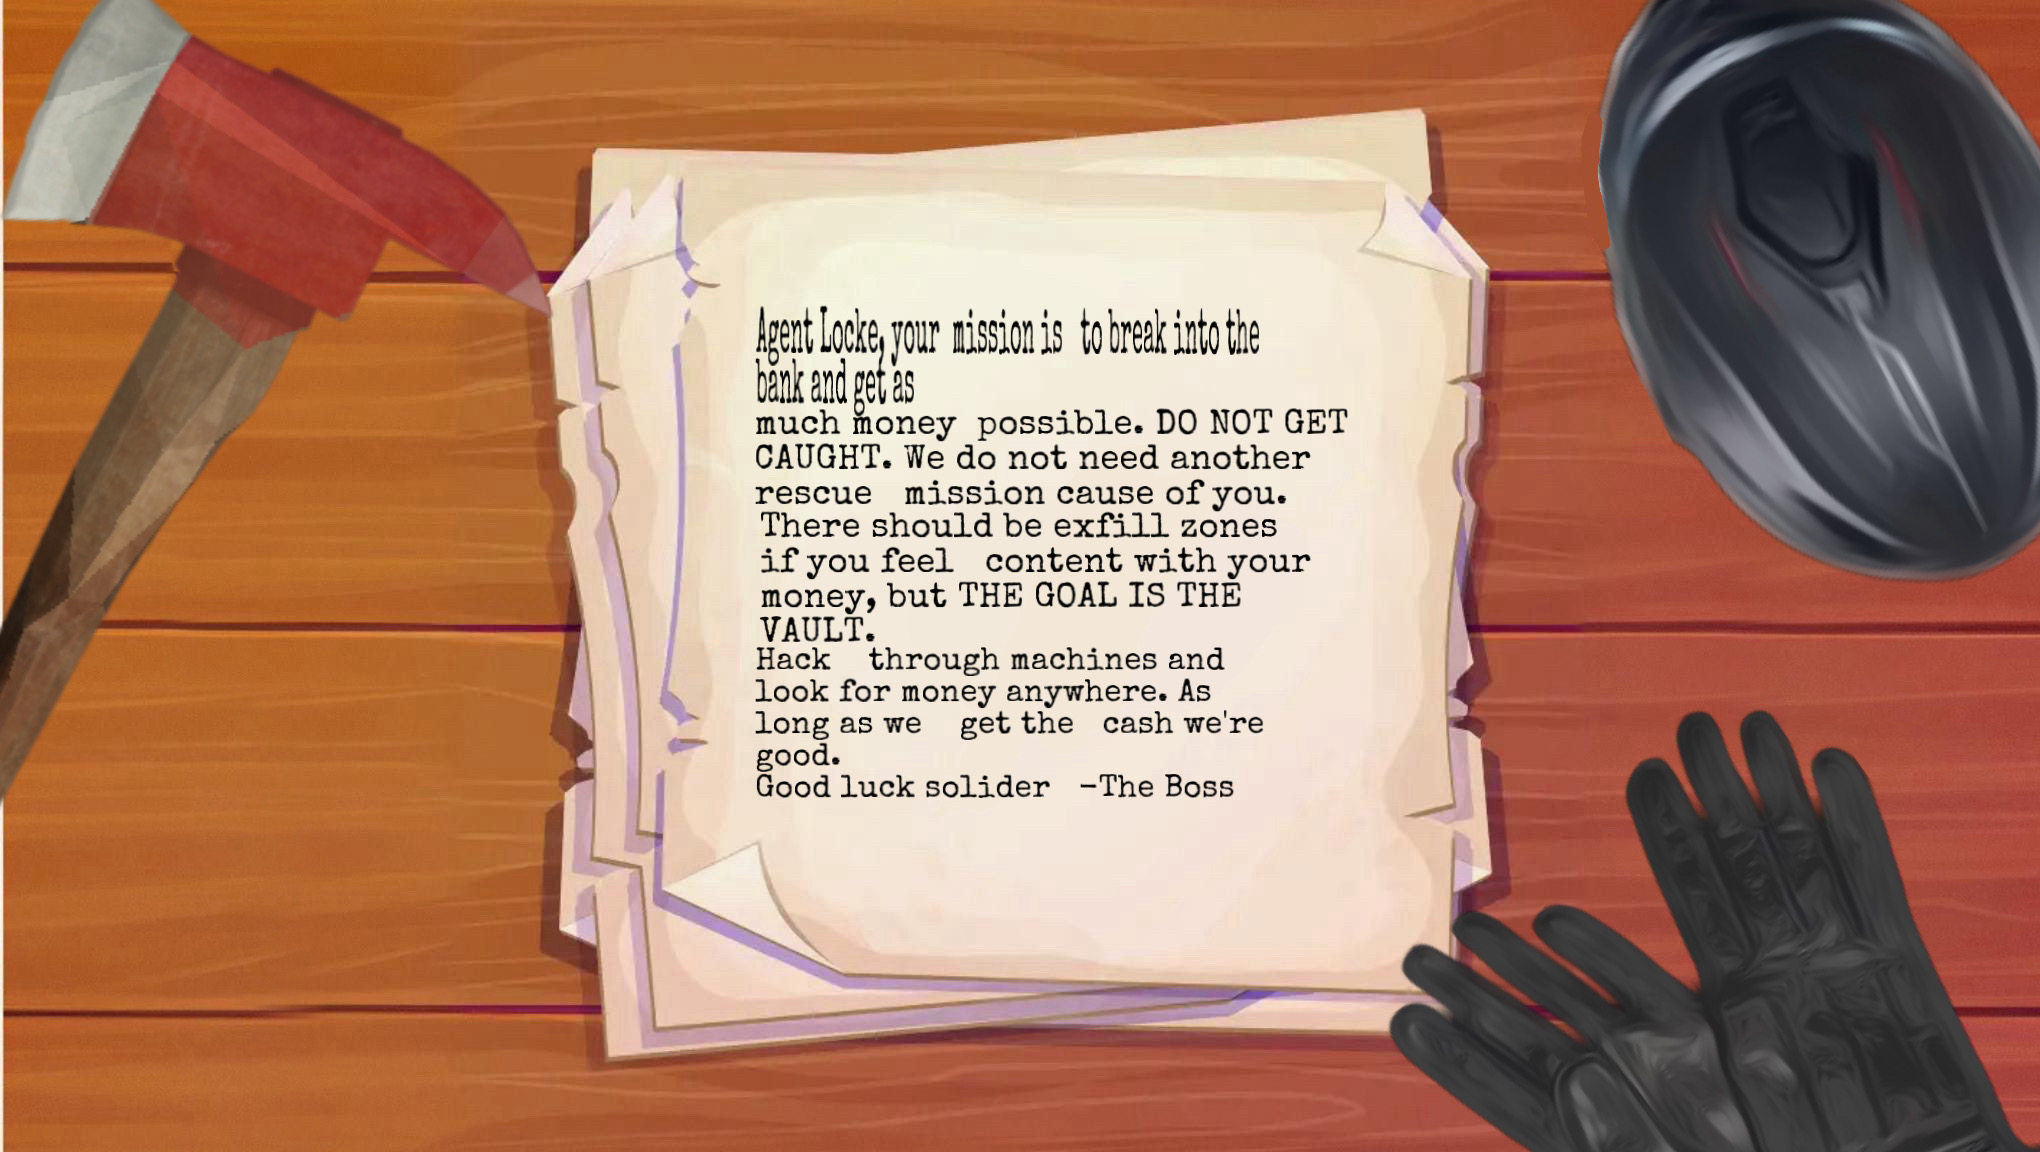 Agent Locke, your mission is to break into the
bank and get as
much money possible. DO NOT GET
CAUGHT. We do not need another
rescue mission cause of you.
There should be exfill zones
if you feel content with your
money, but THE GOAL IS THE
VAULT.
Hack through machines and
look for money anywhere. As
long as we get the cash we're
good.
Good luck solider -The Boss